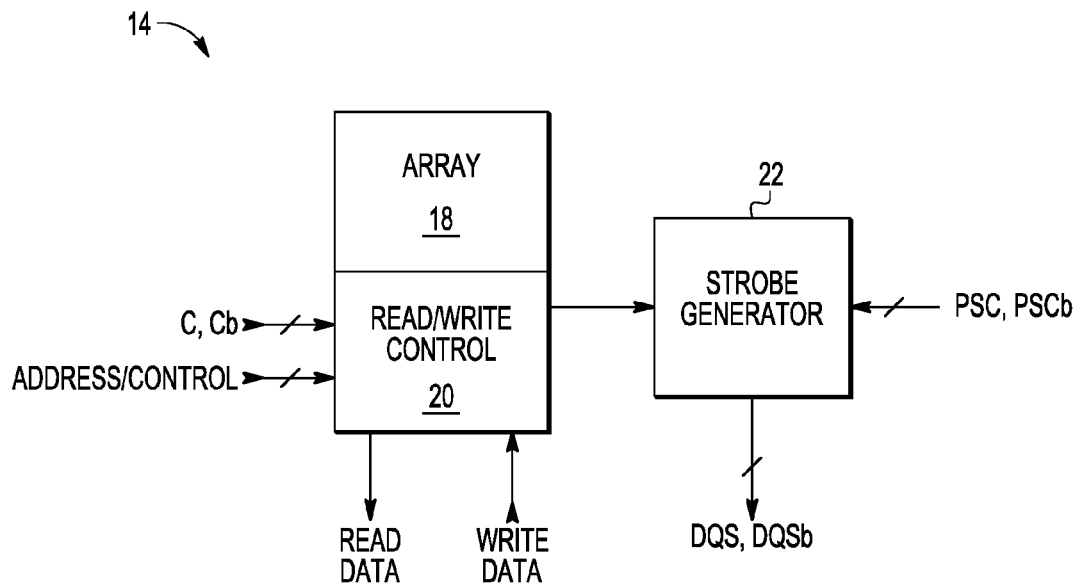 14
ARRAY
18
22
STROBE
GENERATOR
PSC, PSCb
C, Cb
READ/WRITE
CONTROL
ADDRESS/CONTROL
20
READ
DATA
WRITE
DATA
DQS, DQSb